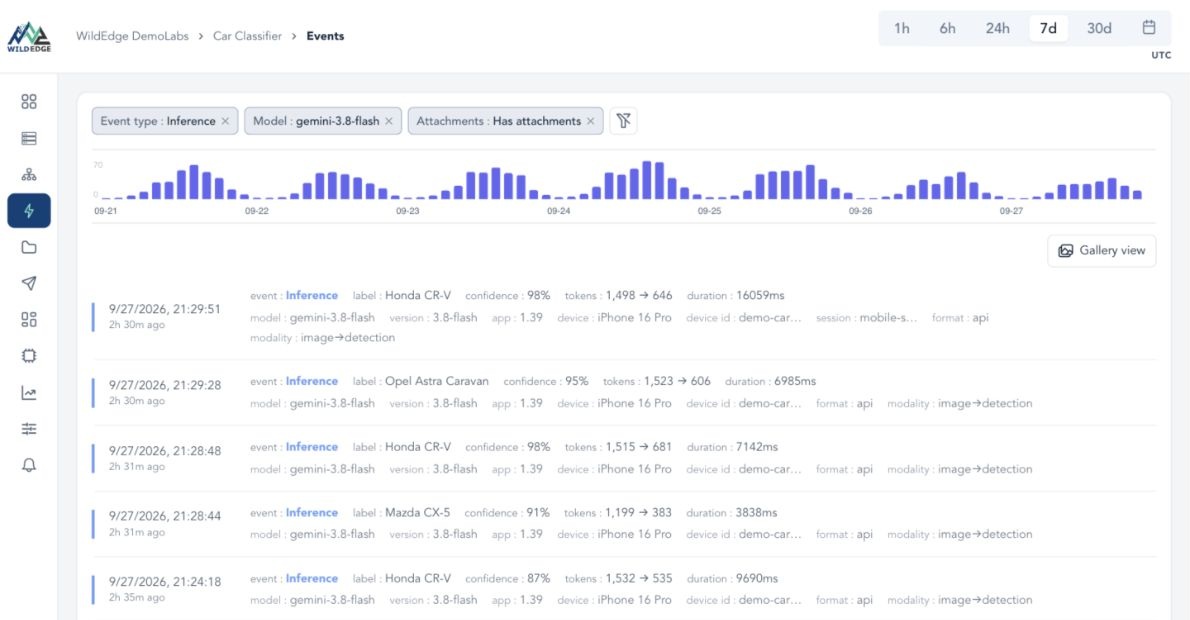 WILDEDGE
WildEdge DemoLabs > Car Classifier > Events
1h 6h 24h 7d 30d
UTC
Event type : Inference × Model : gemini-3.8-flash × Attachments : Has attachments ×
70
0
09-21 09-22 09-23 09-24 09-25 09-26 09-27
Gallery view
9/27/2026, 21:29:51
2h 30m ago
event : Inference label : Honda CR-V confidence : 98% tokens : 1,498 → 646 duration : 16059ms
model : gemini-3.8-flash version : 3.8-flash app : 1.39 device : iPhone 16 Pro device id : demo-car... session : mobile-s... format : api
modality : image→detection
9/27/2026, 21:29:28
2h 30m ago
event : Inference label : Opel Astra Caravan confidence : 95% tokens : 1,523 → 606 duration : 6985ms
model : gemini-3.8-flash version : 3.8-flash app : 1.39 device : iPhone 16 Pro device id : demo-car... format : api modality : image→detection
9/27/2026, 21:28:48
2h 31m ago
event : Inference label : Honda CR-V confidence : 98% tokens : 1,515 → 681 duration : 7142ms
model : gemini-3.8-flash version : 3.8-flash app : 1.39 device : iPhone 16 Pro device id : demo-car... format : api modality : image→detection
9/27/2026, 21:28:44
2h 31m ago
event : Inference label : Mazda CX-5 confidence : 91% tokens : 1,199 → 383 duration : 3838ms
model : gemini-3.8-flash version : 3.8-flash app : 1.39 device : iPhone 16 Pro device id : demo-car... format : api modality : image→detection
9/27/2026, 21:24:18
2h 35m ago
event : Inference label : Honda CR-V confidence : 87% tokens : 1,532 → 535 duration : 9690ms
model : gemini-3.8-flash version : 3.8-flash app : 1.39 device : iPhone 16 Pro device id : demo-car... format : api modality : image→detection